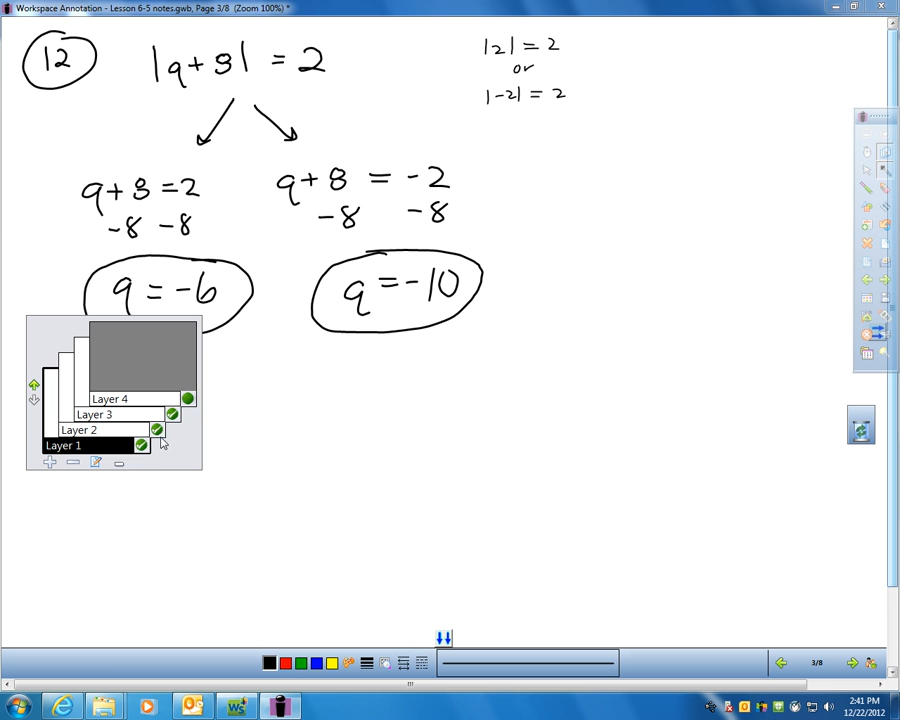 Workspace Annotation - Lesson 6-5 notes.gwb, Page 3/8 (Zoom 100%) *
12
|q+8| = 2
|2| = 2
or
|-2| = 2
q+8=2
q+8 = -2
-8 -8
-8 -8
q = -6
q = -10
Layer 4
Layer 3
Layer 2
Layer 1
3/8
2:41 PM
12/22/2012